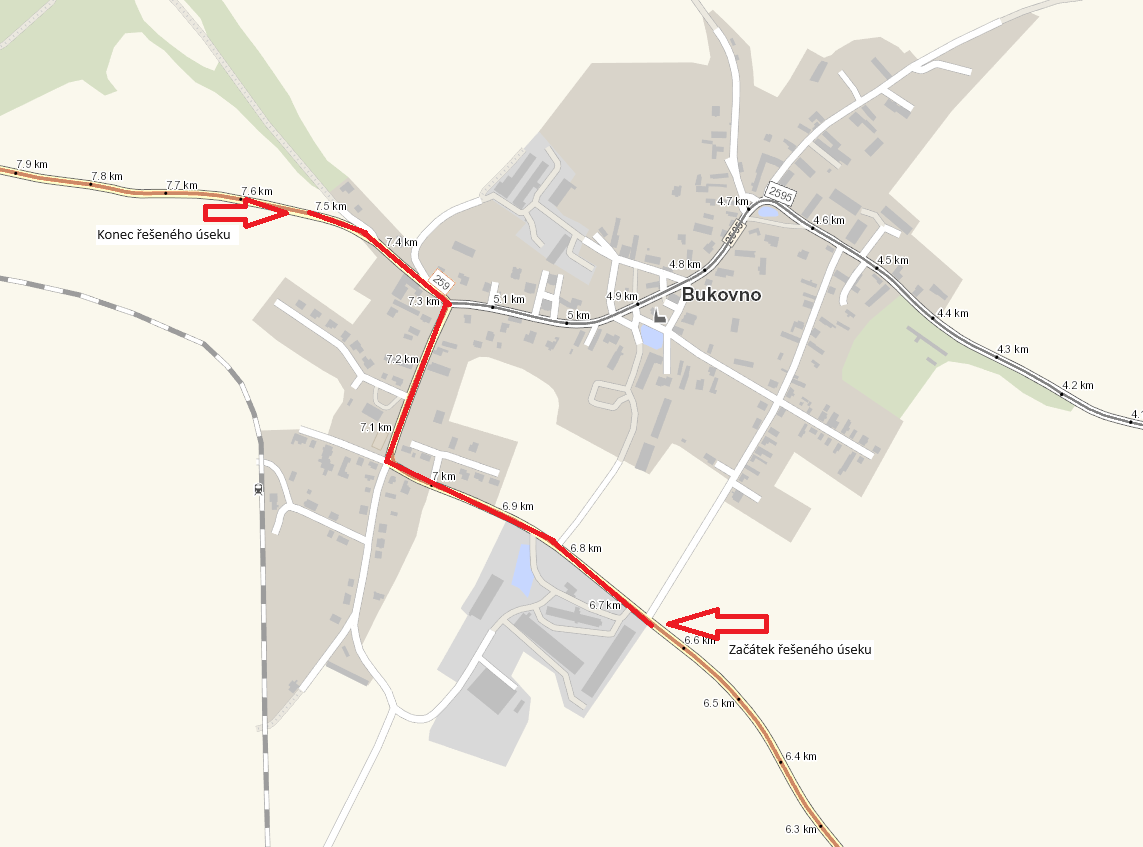 7.9 km
7.8 km
7.7 km
7.6 km
7.5 km
Konec řešeného úseku
7.4 km
259
7.3 km
7.2 km
7.1 km
7 km
6.9 km
6.8 km
6.7 km
6.6 km
Začátek řešeného úseku
6.5 km
6.4 km
6.3 km
2595
4.7 km
2595
4.6 km
4.5 km
4.8 km
Bukovno
4.9 km
5.1 km
5 km
4.4 km
4.3 km
4.2 km
4.1